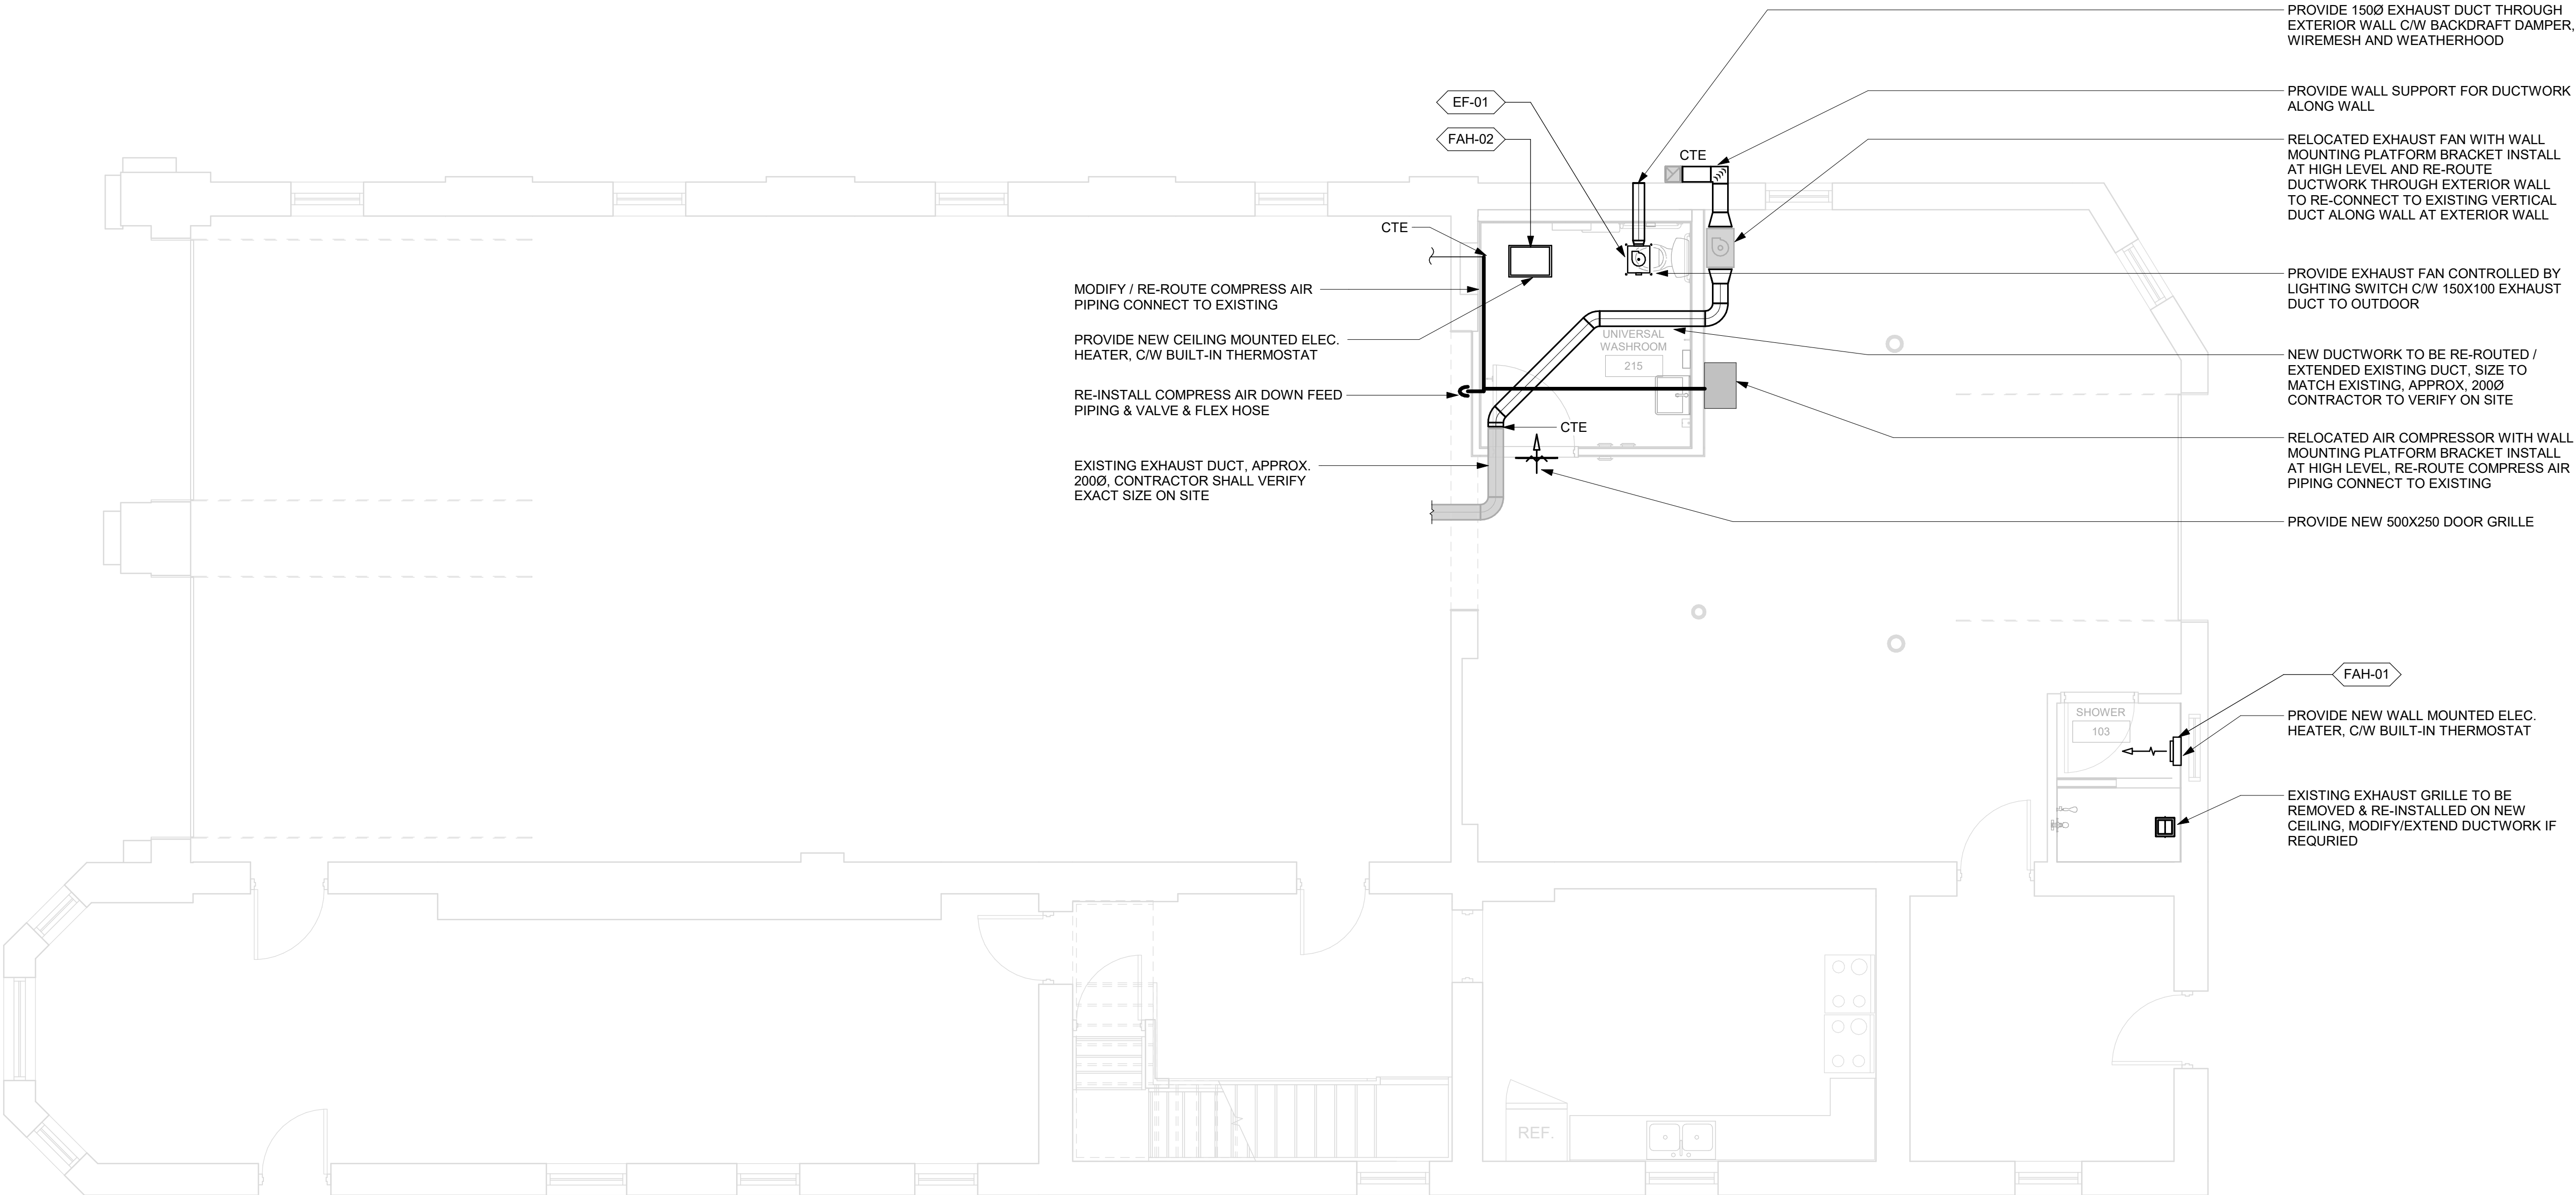 PROVIDE 150Ø EXHAUST DUCT THROUGH
EXTERIOR WALL C/W BACKDRAFT DAMPER,
WIREMESH AND WEATHERHOOD
PROVIDE WALL SUPPORT FOR DUCTWORK
ALONG WALL
EF-01
FAH-02
CTE
RELOCATED EXHAUST FAN WITH WALL
MOUNTING PLATFORM BRACKET INSTALL
AT HIGH LEVEL AND RE-ROUTE
DUCTWORK THROUGH EXTERIOR WALL
TO RE-CONNECT TO EXISTING VERTICAL
DUCT ALONG WALL AT EXTERIOR WALL
CTE
MODIFY / RE-ROUTE COMPRESS AIR
PIPING CONNECT TO EXISTING
PROVIDE EXHAUST FAN CONTROLLED BY
LIGHTING SWITCH C/W 150X100 EXHAUST
DUCT TO OUTDOOR
PROVIDE NEW CEILING MOUNTED ELEC.
HEATER, C/W BUILT-IN THERMOSTAT
UNIVERSAL
WASHROOM
215
NEW DUCTWORK TO BE RE-ROUTED /
EXTENDED EXISTING DUCT, SIZE TO
MATCH EXISTING, APPROX, 200Ø
CONTRACTOR TO VERIFY ON SITE
RE-INSTALL COMPRESS AIR DOWN FEED
PIPING & VALVE & FLEX HOSE
CTE
RELOCATED AIR COMPRESSOR WITH WALL
MOUNTING PLATFORM BRACKET INSTALL
AT HIGH LEVEL, RE-ROUTE COMPRESS AIR
PIPING CONNECT TO EXISTING
EXISTING EXHAUST DUCT, APPROX.
200Ø, CONTRACTOR SHALL VERIFY
EXACT SIZE ON SITE
PROVIDE NEW 500X250 DOOR GRILLE
FAH-01
SHOWER
103
PROVIDE NEW WALL MOUNTED ELEC.
HEATER, C/W BUILT-IN THERMOSTAT
EXISTING EXHAUST GRILLE TO BE
REMOVED & RE-INSTALLED ON NEW
CEILING, MODIFY/EXTEND DUCTWORK IF
REQURIED
REF.